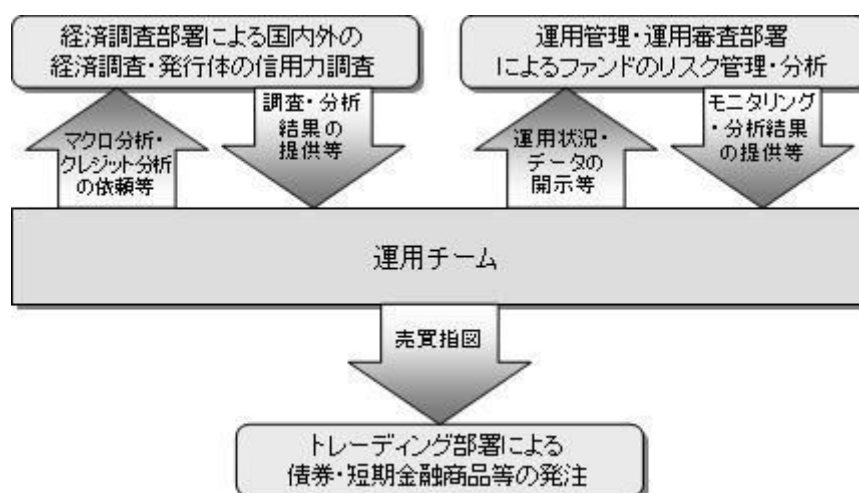 経済調査部署による国内外の
経済調査・発行体の信用力調査
運用管理・運用審査部署
によるファンドのリスク管理・分析
マクロ分析・
クレジット分析
の依頼等
調査・分析
結果の
提供等
運用状況・
データの
開示等
モニタリング
・分析結果
の提供等
運用チーム
売買指図
トレーディング部署による
債券・短期金融商品等の発注